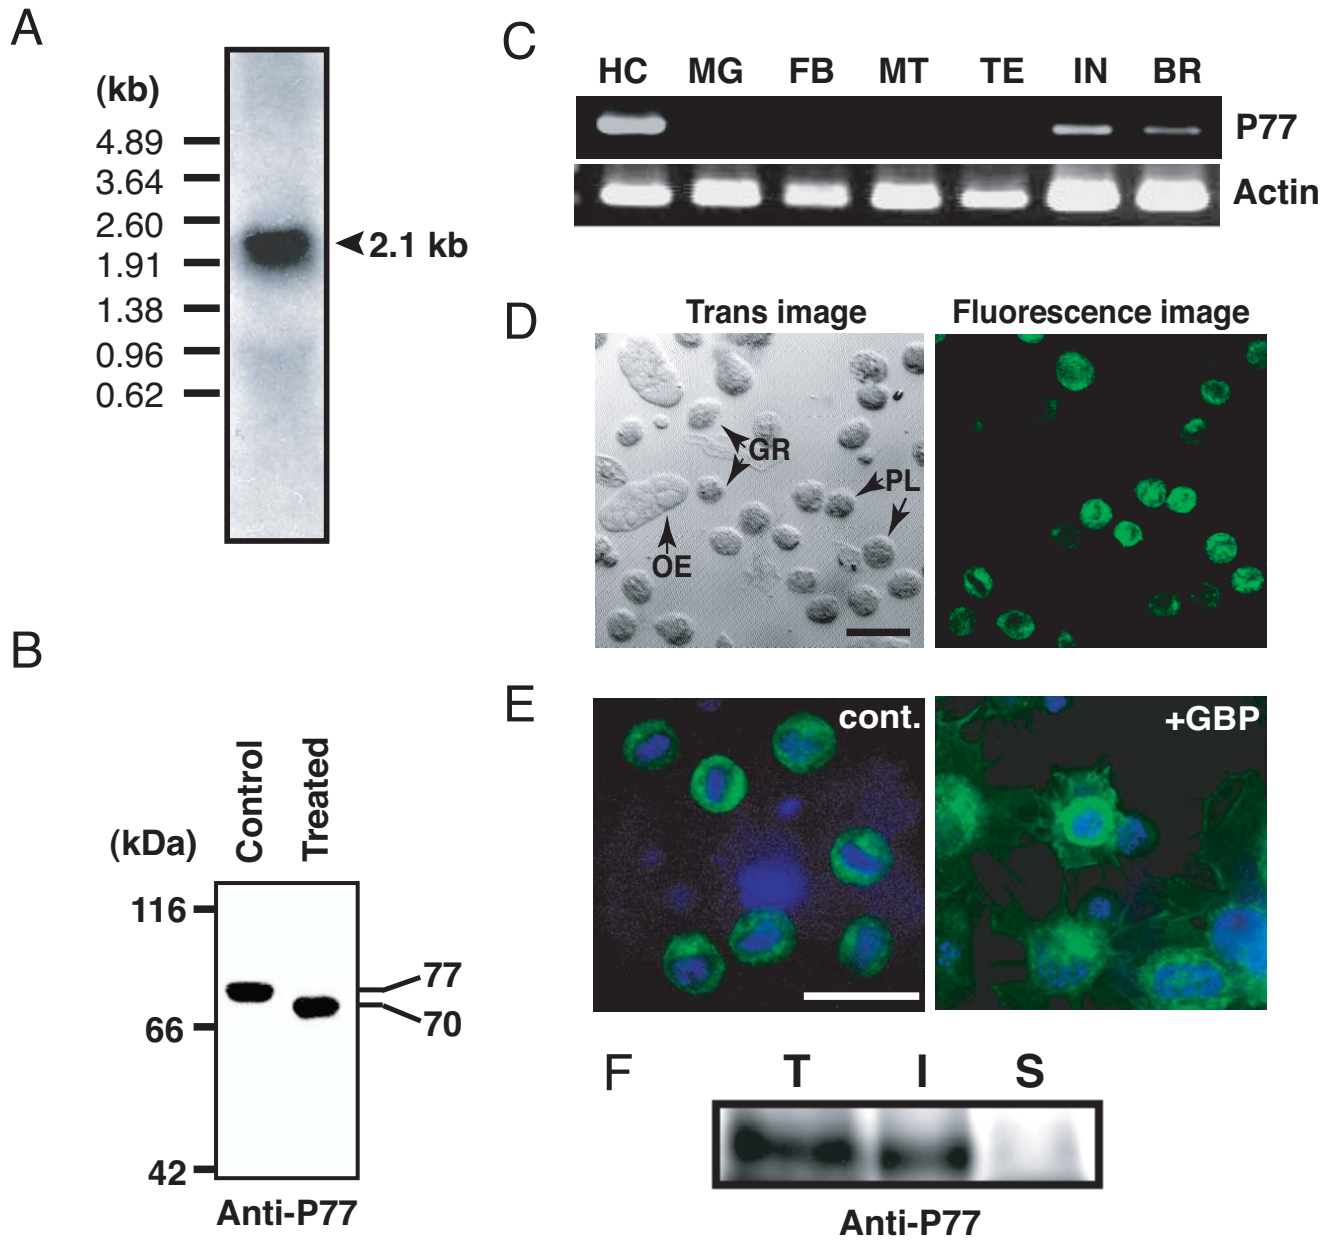 A
(kb)
4.89
3.64
2.60
1.91
1.38
0.96
0.62
2.1 kb
B
Control
Treated
(kDa)
116
66
42
77
70
Anti-P77
C
HC MG FB MT TE IN BR
P77
Actin
D
Trans image Fluorescence image
GR
PL
OE
E
cont. +GBP
F
T I S
Anti-P77